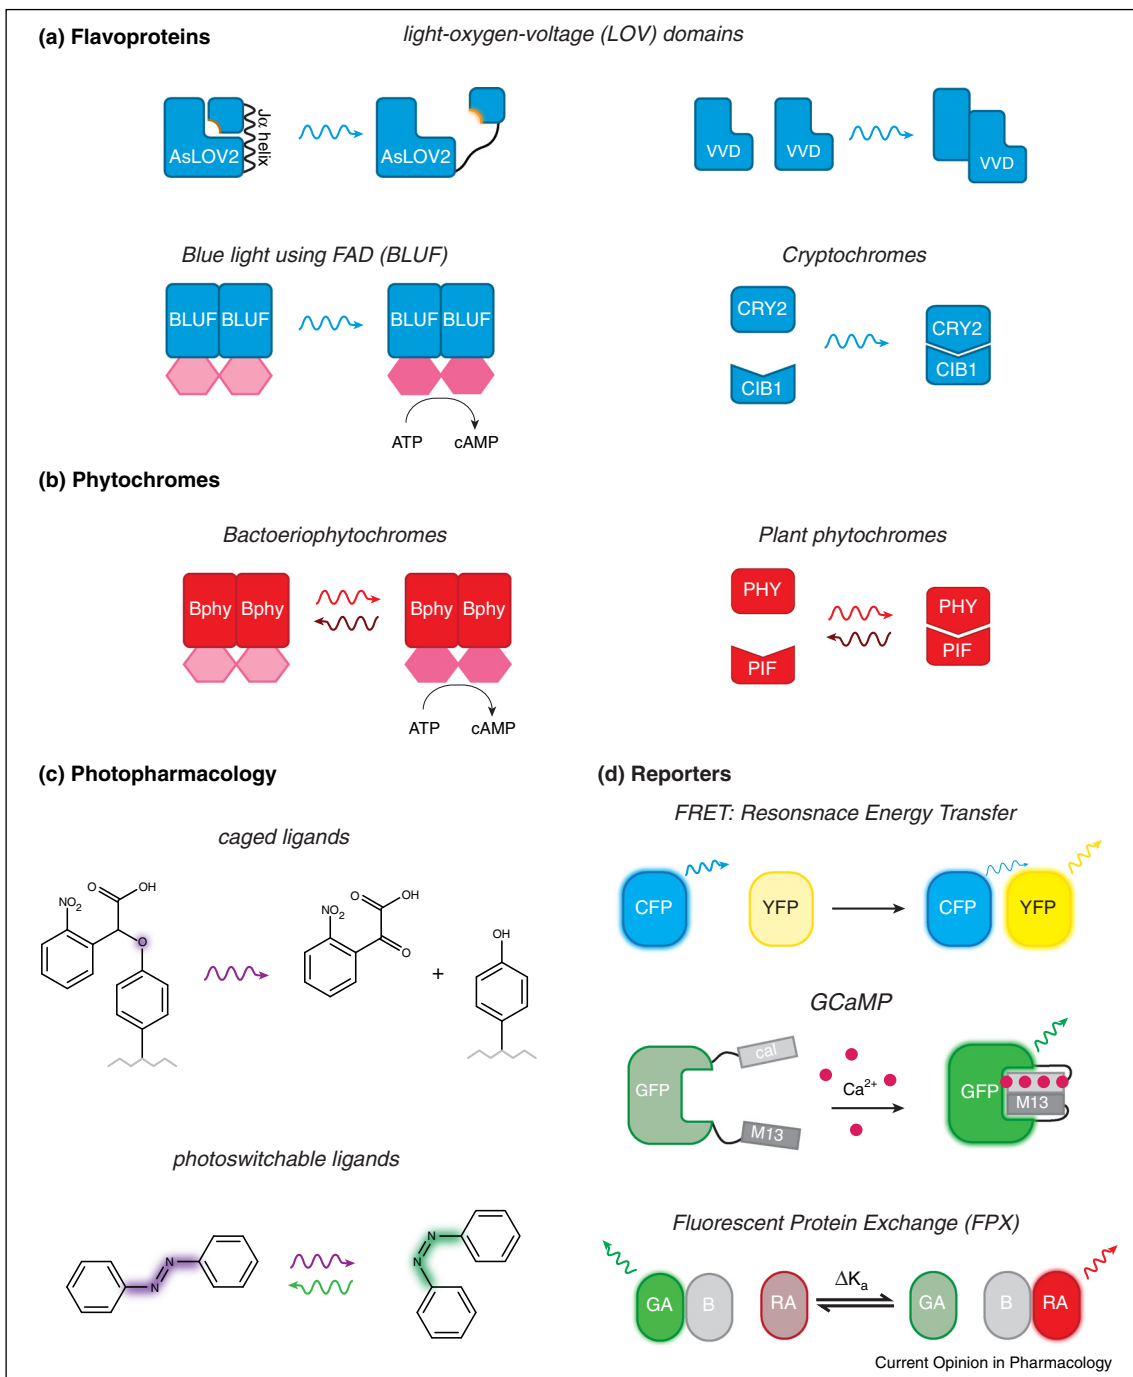 (a) Flavoproteins
light-oxygen-voltage (LOV) domains
AsLOV2
Jα helix
AsLOV2
VVD
VVD
VVD
Blue light using FAD (BLUF)
Cryptochromes
BLUF BLUF
BLUF BLUF
CRY2
CIB1
CRY2
CIB1
ATP cAMP
(b) Phytochromes
Bactoeriophytochromes
Plant phytochromes
Bphy Bphy
Bphy Bphy
PHY
PIF
PHY
PIF
ATP cAMP
(c) Photopharmacology
caged ligands
O
OH
NO2
O
O
OH
NO2
O
+
OH
photoswitchable ligands
N
N
N
N
(d) Reporters
FRET: Resonsnace Energy Transfer
CFP
YFP
CFP
YFP
GCaMP
GFP
cal
M13
Ca2+
GFP
M13
Fluorescent Protein Exchange (FPX)
GA
B
RA
ΔKa
GA
B
RA
Current Opinion in Pharmacology